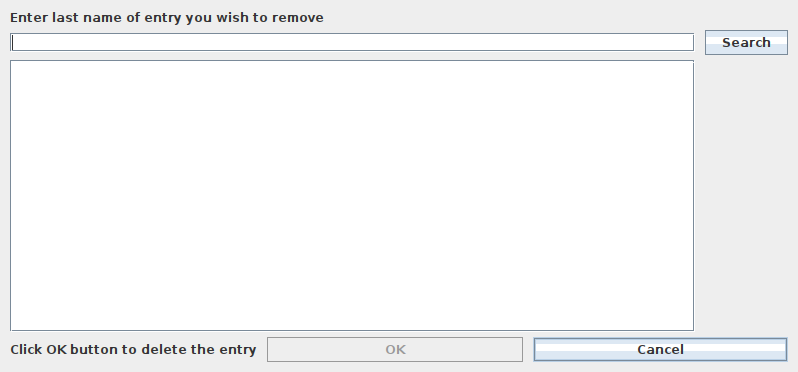 Enter last name of entry you wish to remove
Search
Click OK button to delete the entry OK Cancel